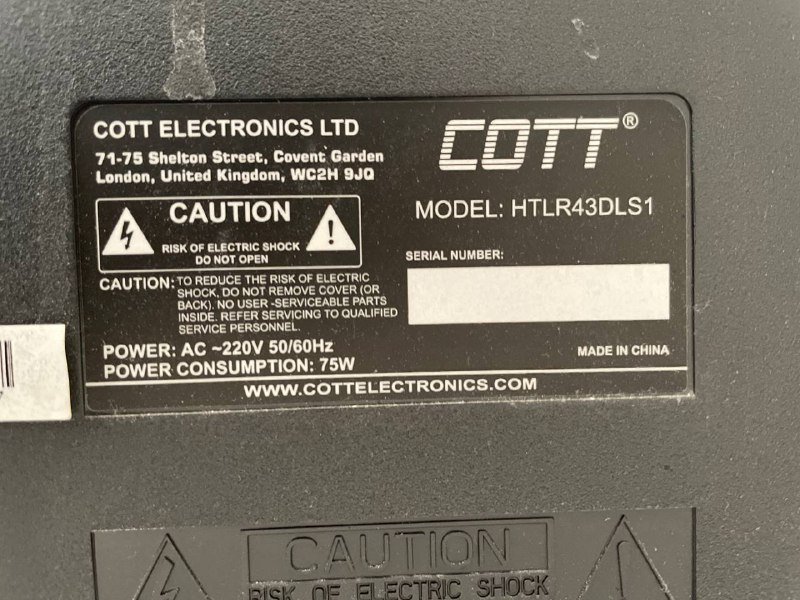 COTT ELECTRONICS LTD
71-75 Shelton Street, Covent Garden
London, United Kingdom, WC2H 9JQ
CAUTION
RISK OF ELECTRIC SHOCK
DO NOT OPEN
CAUTION: TO REDUCE THE RISK OF ELECTRIC
SHOCK, DO NOT REMOVE COVER (OR
BACK). NO USER -SERVICEABLE PARTS
INSIDE. REFER SERVICING TO QUALIFIED
SERVICE PERSONNEL.
POWER: AC ~220V 50/60Hz
POWER CONSUMPTION: 75W
COTT®
MODEL: HTLR43DLS1
SERIAL NUMBER:
MADE IN CHINA
WWW.COTTELECTRONICS.COM
CAUTION
RISK OF ELECTRIC SHOCK